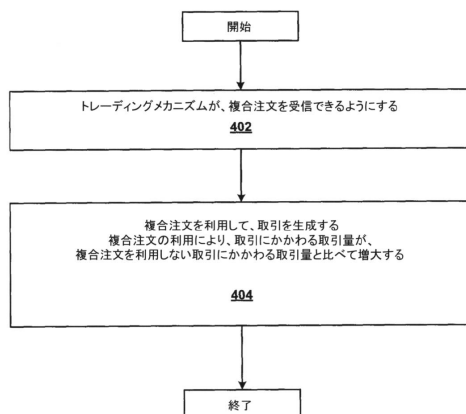 開始
トレーディングメカニズムが、複合注文を受信できるようにする
402
複合注文を利用して、取引を生成する
複合注文の利用により、取引にかかわる取引量が、
複合注文を利用しない取引にかかわる取引量と比べて増大する
404
終了